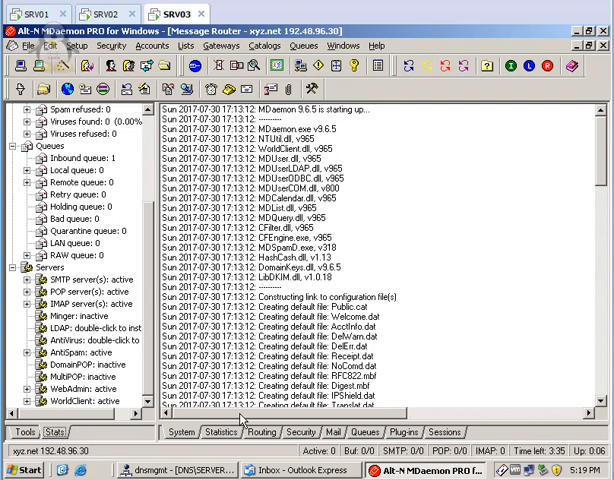 SRV01 SRV02 SRV03
Alt-N MDaemon PRO for Windows - [Message Router - xyz.net 192.48.96.30]
File Edit Setup Security Accounts Lists Gateways Catalogs Queues Windows Help
Spam refused: 0
Viruses found: 0 (0.00%
Viruses refused: 0
Queues
Inbound queue: 1
Local queue: 0
Remote queue: 0
Retry queue: 0
Holding queue: 0
Bad queue: 0
Quarantine queue: 0
LAN queue: 0
RAW queue: 0
Servers
SMTP server(s): active
POP server(s): active
IMAP server(s): active
Minger: inactive
LDAP: double-click to inst
AntiVirus: double-click to
AntiSpam: active
DomainPOP: inactive
MultiPOP: inactive
WebAdmin: active
WorldClient: active
Tools Stats
Sun 2017-07-30 17:13:12: MDaemon 9.6.5 is starting up...
Sun 2017-07-30 17:13:12: ----------
Sun 2017-07-30 17:13:12: MDaemon.exe v9.6.5
Sun 2017-07-30 17:13:12: NTUtil.dll, v965
Sun 2017-07-30 17:13:12: WorldClient.dll, v965
Sun 2017-07-30 17:13:12: MDUser.dll, v965
Sun 2017-07-30 17:13:12: MDUserLDAP.dll, v965
Sun 2017-07-30 17:13:12: MDUserODBC.dll, v965
Sun 2017-07-30 17:13:12: MDUserCOM.dll, v800
Sun 2017-07-30 17:13:12: MDCalendar.dll, v965
Sun 2017-07-30 17:13:12: MDList.dll, v965
Sun 2017-07-30 17:13:12: MDQuery.dll, v965
Sun 2017-07-30 17:13:12: CFilter.dll, v965
Sun 2017-07-30 17:13:12: CFEngine.exe, v965
Sun 2017-07-30 17:13:12: MDSpamD.exe, v318
Sun 2017-07-30 17:13:12: HashCash.dll, v1.13
Sun 2017-07-30 17:13:12: DomainKeys.dll, v9.6.5
Sun 2017-07-30 17:13:12: LibDKIM.dll, v1.0.18
Sun 2017-07-30 17:13:12: ----------
Sun 2017-07-30 17:13:12: Constructing link to configuration file(s)
Sun 2017-07-30 17:13:12: Creating default file: Public.cat
Sun 2017-07-30 17:13:12: Creating default file: Welcome.dat
Sun 2017-07-30 17:13:12: Creating default file: AcctInfo.dat
Sun 2017-07-30 17:13:12: Creating default file: DelWarn.dat
Sun 2017-07-30 17:13:12: Creating default file: DelErr.dat
Sun 2017-07-30 17:13:12: Creating default file: Receipt.dat
Sun 2017-07-30 17:13:12: Creating default file: NoComd.dat
Sun 2017-07-30 17:13:12: Creating default file: RFC822.mbf
Sun 2017-07-30 17:13:12: Creating default file: Digest.mbf
Sun 2017-07-30 17:13:12: Creating default file: IPShield.dat
Sun 2017-07-30 17:13:12: Creating default file: Translat.dat
System Statistics Routing Security Mail Queues Plug-ins Sessions
xyz.net 192.48.96.30 Active: 0 Buf: 0/0 SMTP: 0/0 POP: 0/0 IMAP: 0 Time left: 3:35 Up: 0:06
Start dnsmgmt - [DNS\SERVER... Inbox - Outlook Express Alt-N MDaemon PRO f... 5:19 PM